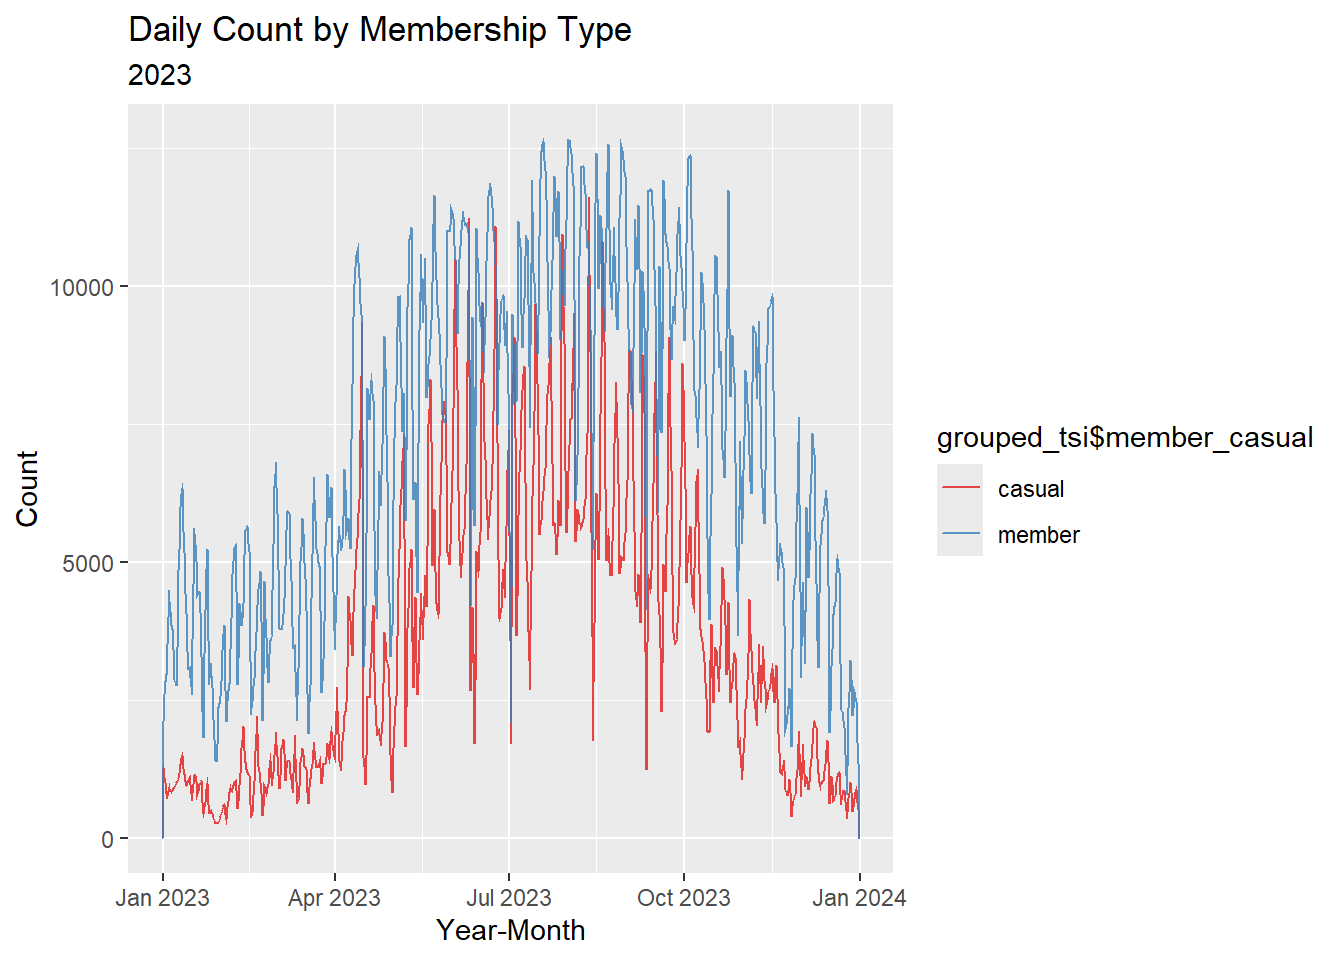 Daily Count by Membership Type
2023
Count
10000
5000
0
Jan 2023
Apr 2023
Jul 2023
Oct 2023
Jan 2024
Year-Month
grouped_tsi$member_casual
casual
member